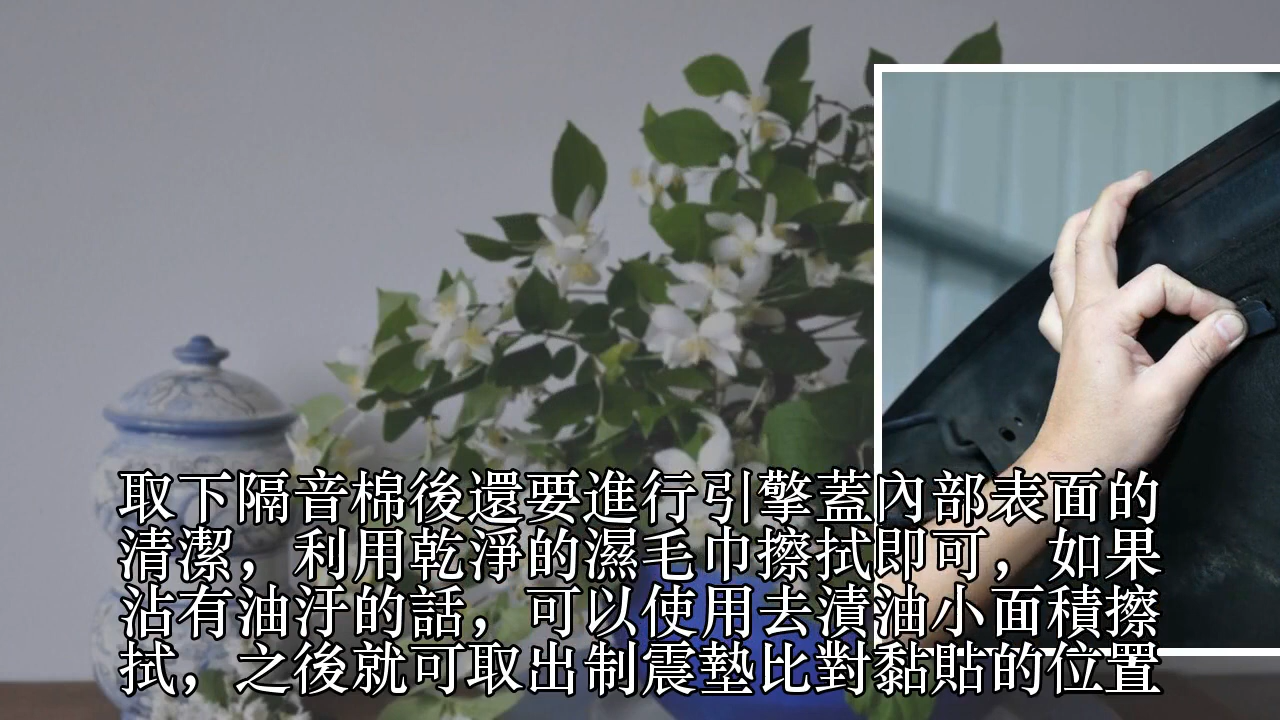 取下隔音棉後還要進行引擎蓋內部表面的
清潔，利用乾淨的濕毛巾擦拭即可，如果
沾有油汙的話，可以使用去漬油小面積擦
拭，之後就可取出制震墊比對黏貼的位置